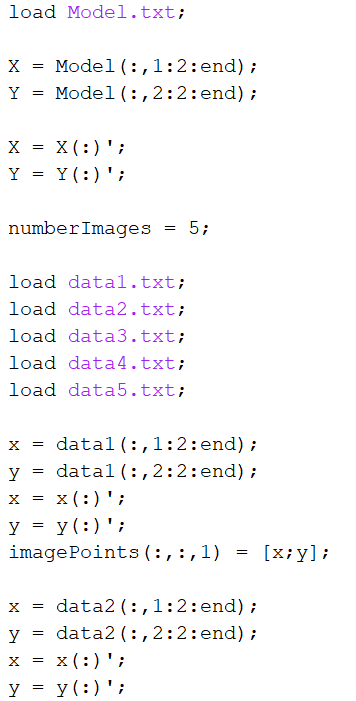 load Model.txt;
X = Model(:,1:2:end);
Y = Model(:,2:2:end);
X = X(:)';
Y = Y(:)';
numberImages = 5;
load data1.txt;
load data2.txt;
load data3.txt;
load data4.txt;
load data5.txt;
x = data1(:,1:2:end);
y = data1(:,2:2:end);
x = x(:)';
y = y(:)';
imagePoints(:,:,1) = [x;y];
x = data2(:,1:2:end);
y = data2(:,2:2:end);
x = x(:)';
y = y(:)';